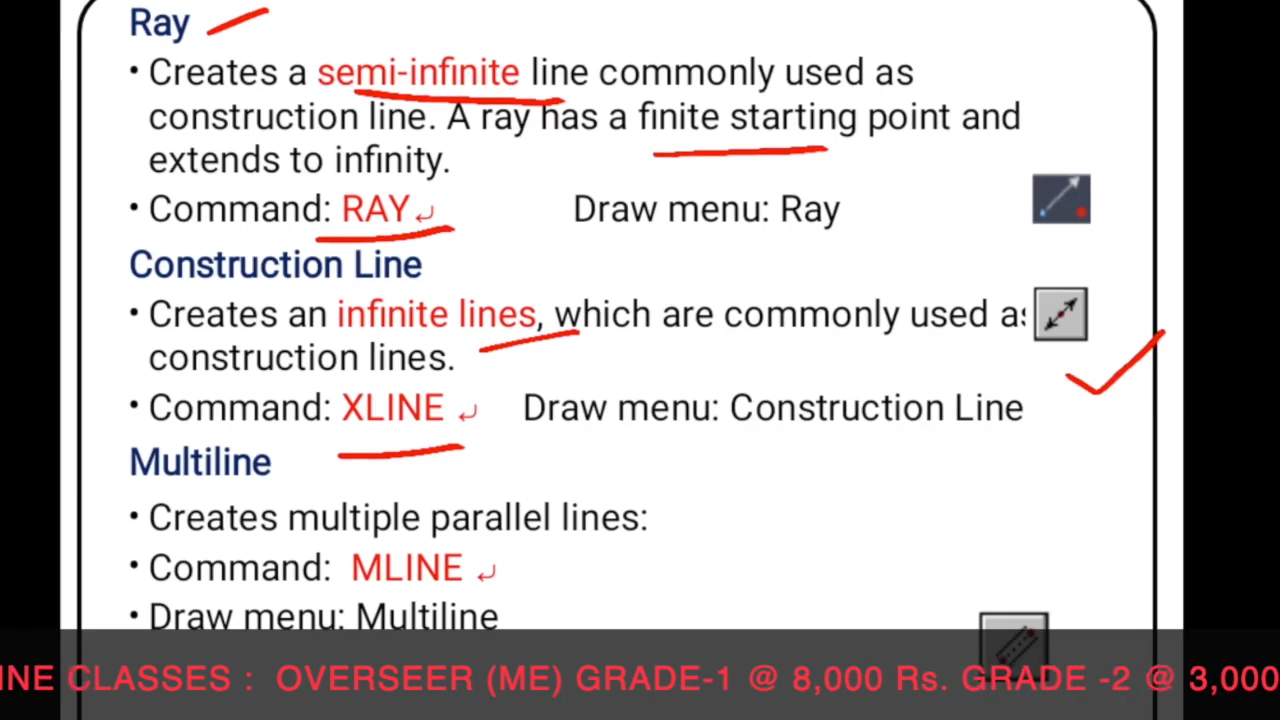 Ray
• Creates a semi-infinite line commonly used as
construction line. A ray has a finite starting point and
extends to infinity.
• Command: RAY↵ Draw menu: Ray
Construction Line
• Creates an infinite lines, which are commonly used as
construction lines.
• Command: XLINE ↵ Draw menu: Construction Line
Multiline
• Creates multiple parallel lines:
• Command: MLINE ↵
• Draw menu: Multiline
INE CLASSES : OVERSEER (ME) GRADE-1 @ 8,000 Rs. GRADE -2 @ 3,000